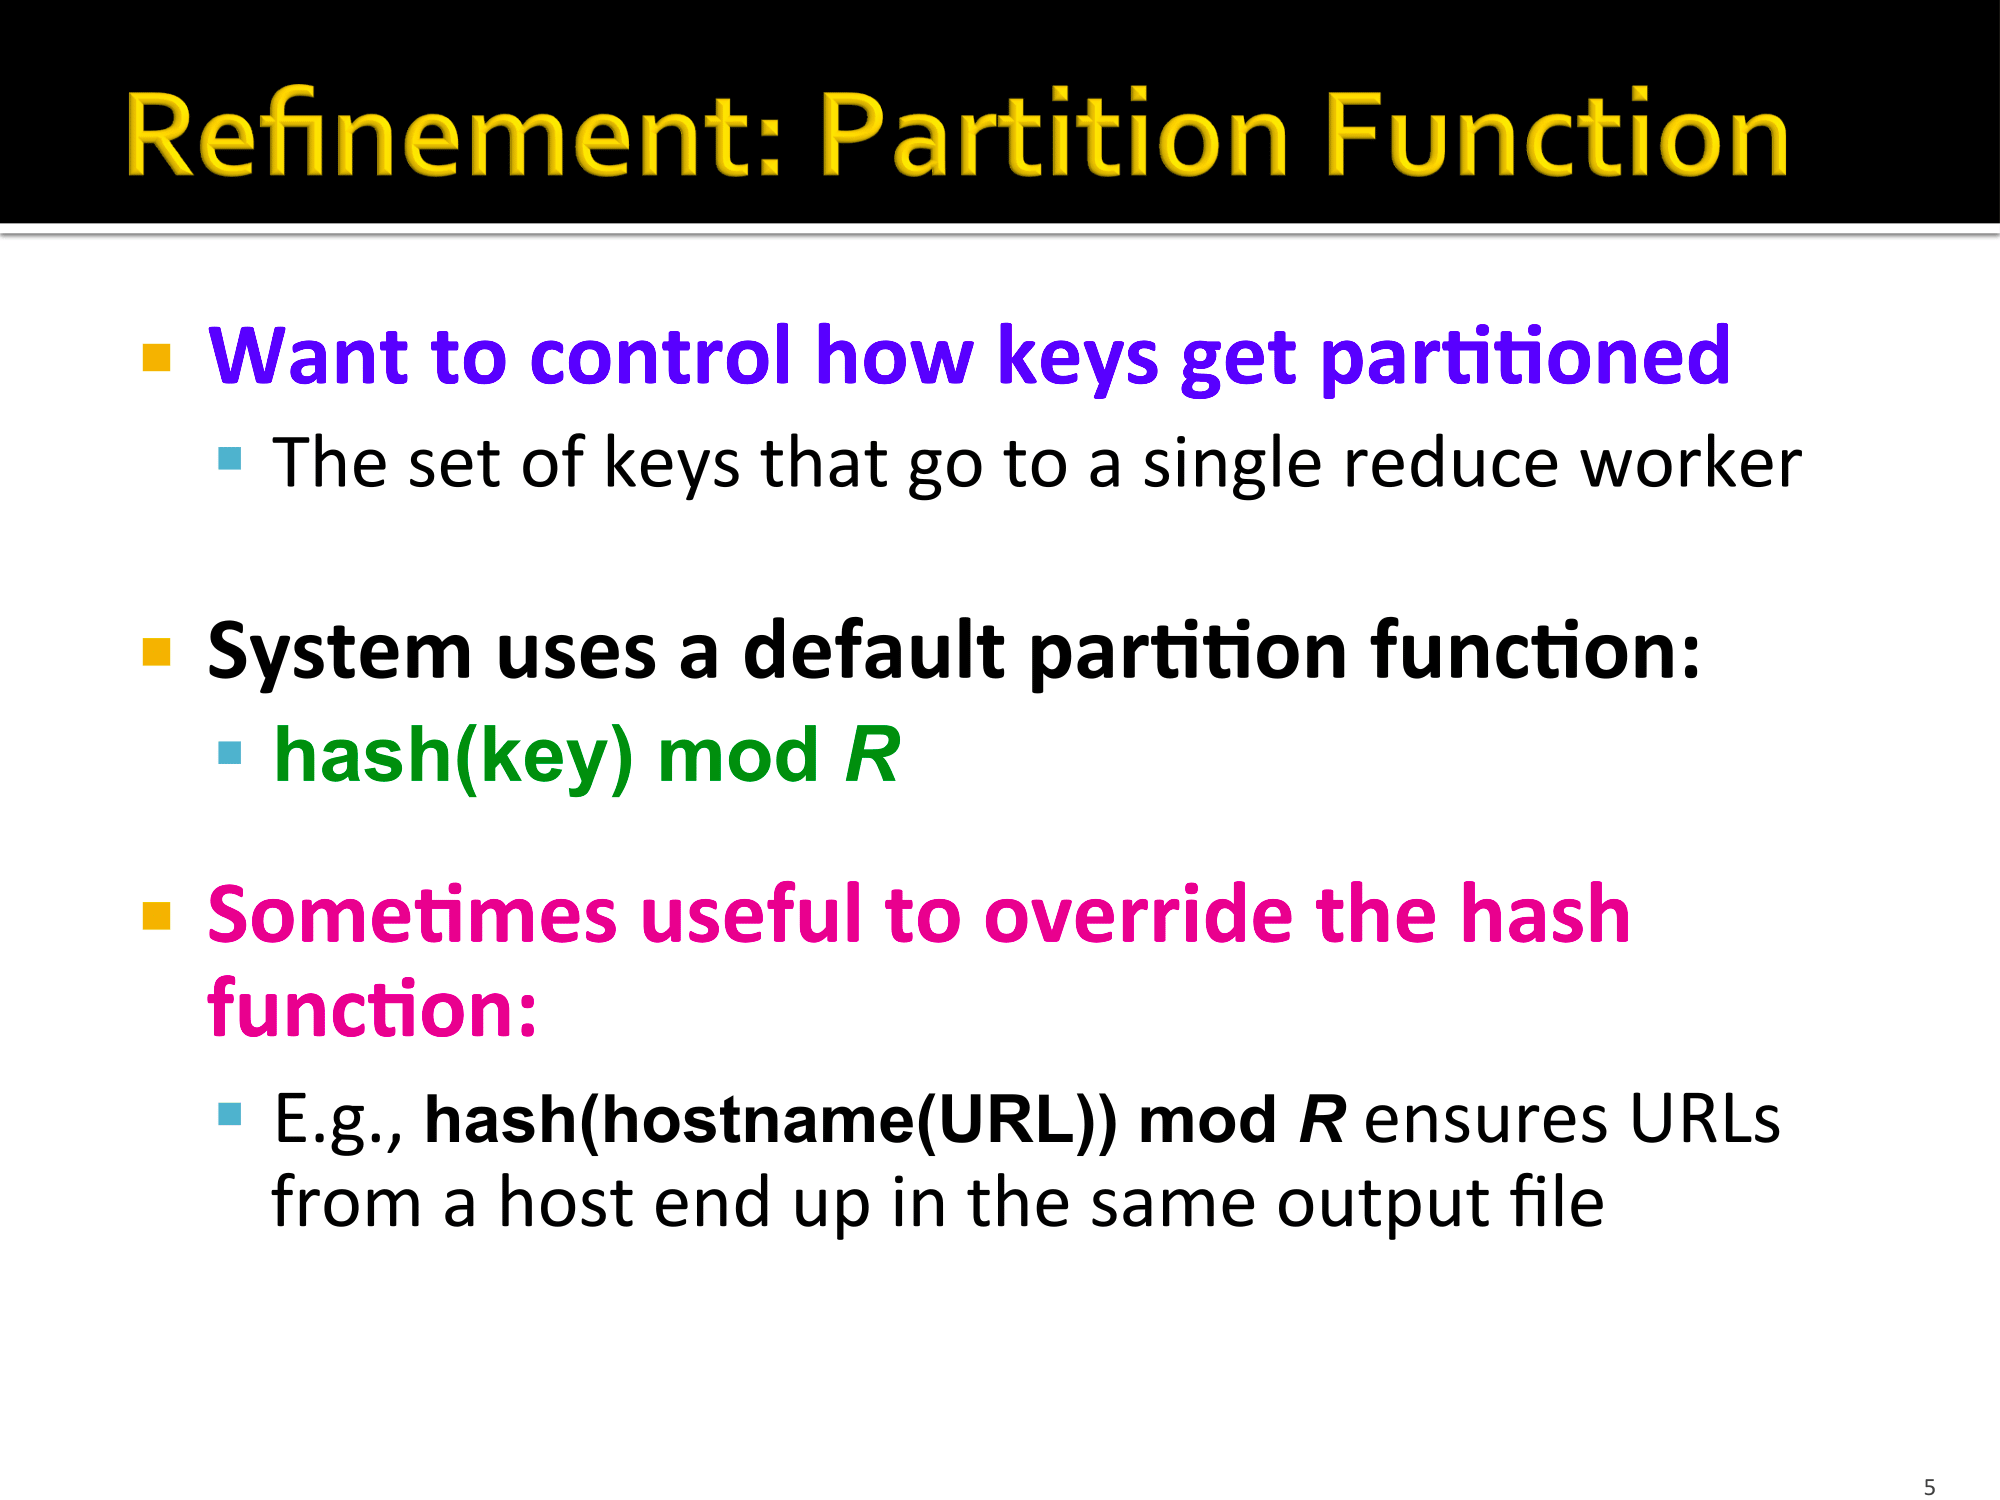 Refinement: Partition Function
Want to control how keys get partitioned
The set of keys that go to a single reduce worker
System uses a default partition function:
hash(key) mod R
Sometimes useful to override the hash
function:
E.g., hash(hostname(URL)) mod R ensures URLs
from a host end up in the same output file
5